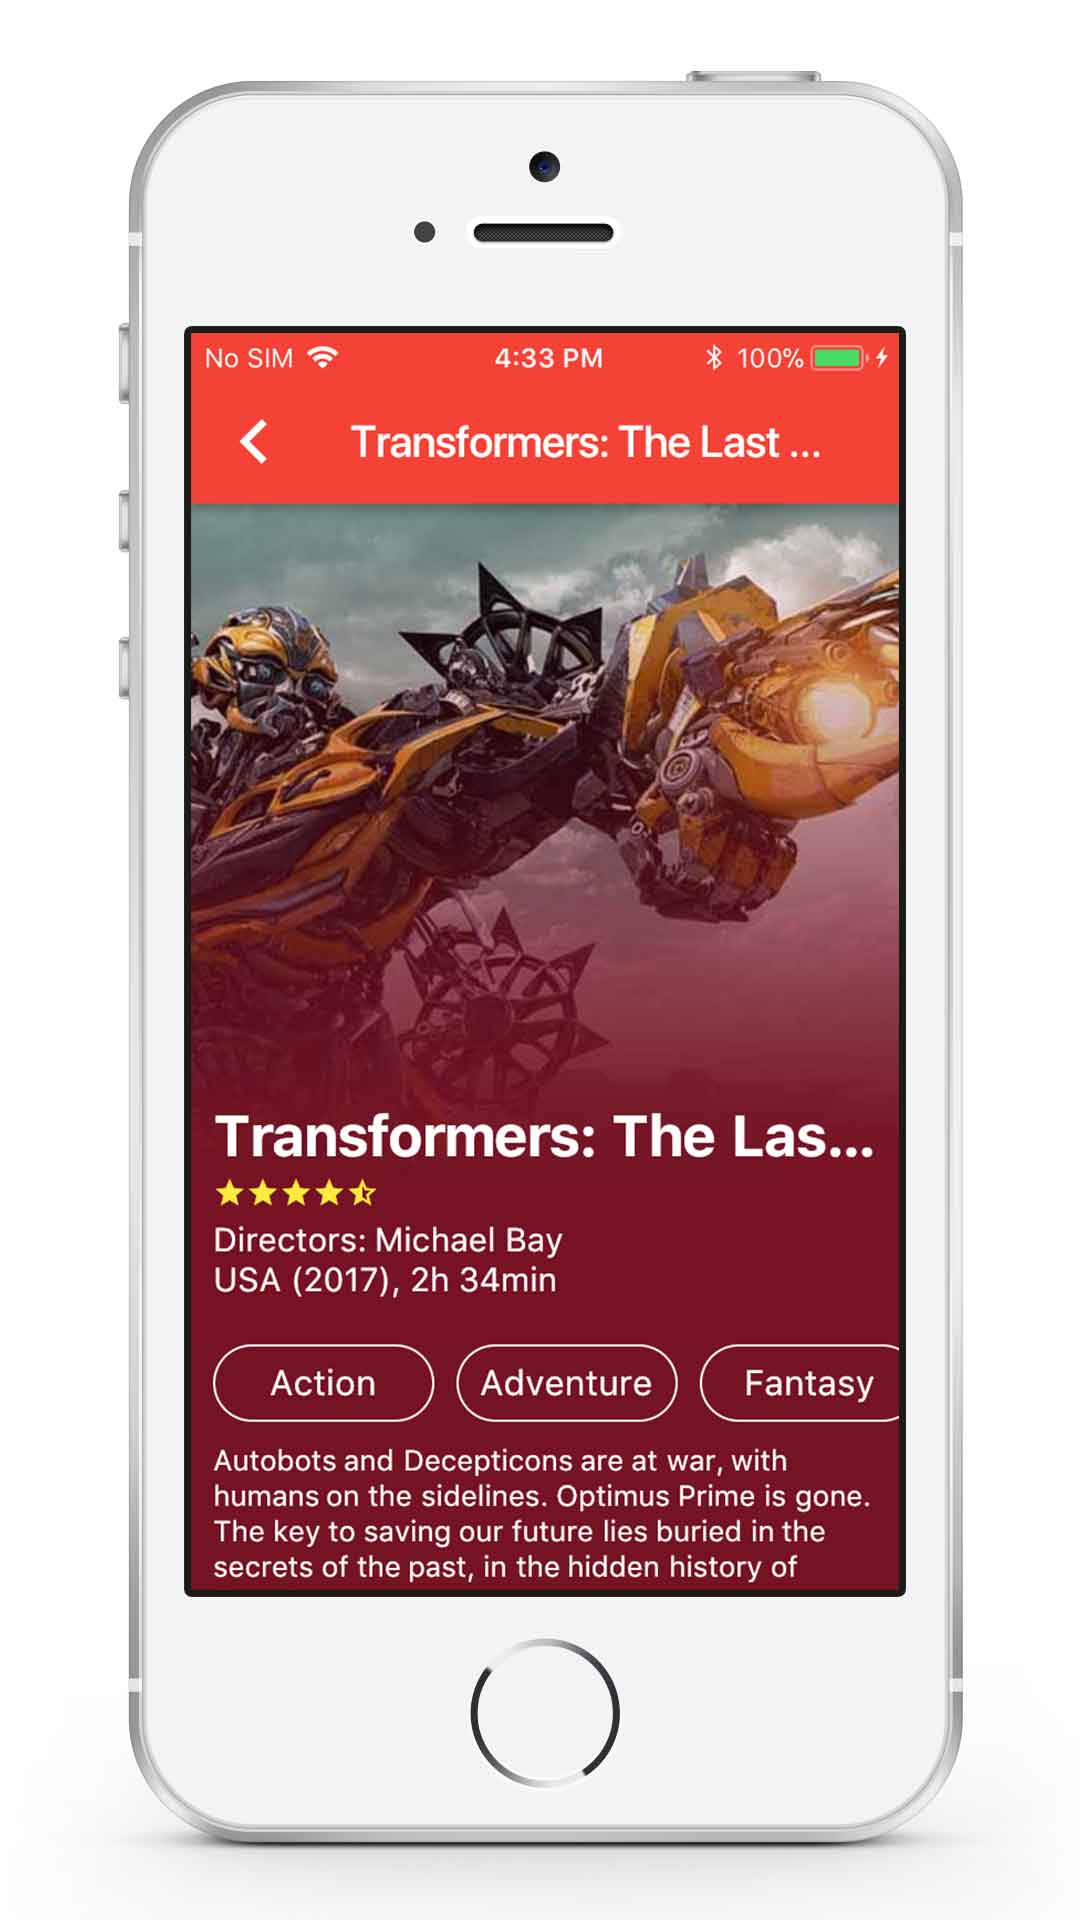 No SIM 4:33 PM 100%
Transformers: The Last ...
Transformers: The Las...
Directors: Michael Bay
USA (2017), 2h 34min
Action Adventure Fantasy
Autobots and Decepticons are at war, with
humans on the sidelines. Optimus Prime is gone.
The key to saving our future lies buried in the
secrets of the past, in the hidden history of